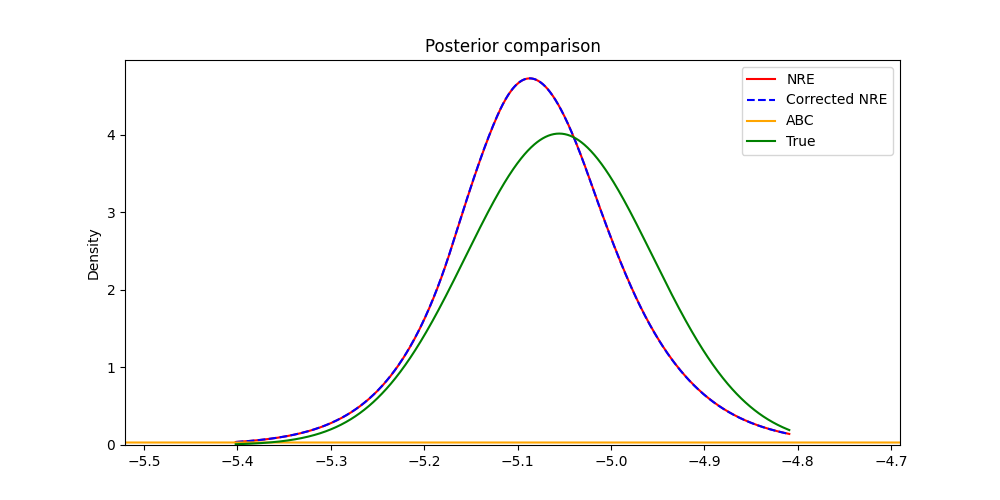 Posterior comparison
NRE
Corrected NRE
ABC
True
Density
4
3
2
1
0
−5.5 −5.4 −5.3 −5.2 −5.1 −5.0 −4.9 −4.8 −4.7